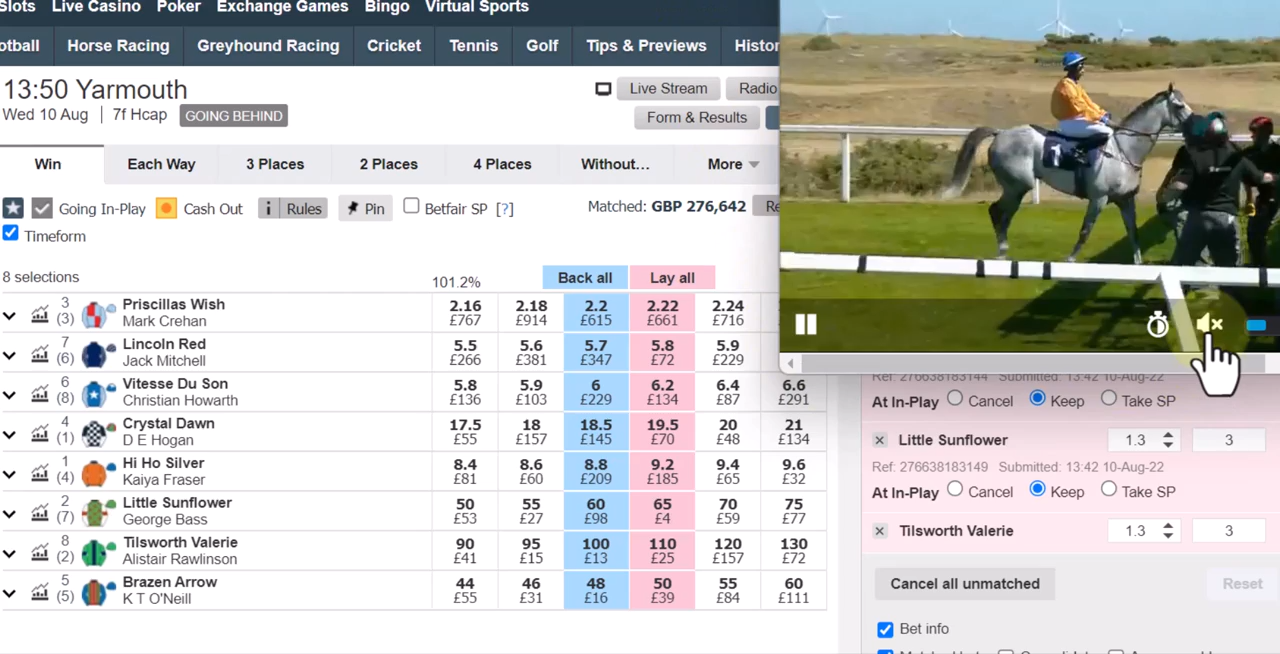 Slots Live Casino Poker Exchange Games Bingo Virtual Sports
otball Horse Racing Greyhound Racing Cricket Tennis Golf Tips & Previews Histor
13:50 Yarmouth
Live Stream Radio
Wed 10 Aug 7f Hcap GOING BEHIND
Form & Results
Win Each Way 3 Places 2 Places 4 Places Without... More
Going In-Play Cash Out i Rules Pin Betfair SP [?] Matched: GBP 276,642 Re
Timeform
8 selections 101.2% Back all Lay all
3 Priscillas Wish 2.16 2.18 2.2 2.22 2.24
(3) Mark Crehan £767 £914 £615 £661 £716
7 Lincoln Red 5.5 5.6 5.7 5.8 5.9
(6) Jack Mitchell £266 £381 £347 £72 £229
6 Vitesse Du Son 5.8 5.9 6 6.2 6.4 6.6
(8) Christian Howarth £136 £103 £229 £134 £87 £291
4 Crystal Dawn 17.5 18 18.5 19.5 20 21
(1) D E Hogan £55 £157 £145 £70 £48 £134
1 Hi Ho Silver 8.4 8.6 8.8 9.2 9.4 9.6
(4) Kaiya Fraser £81 £60 £209 £185 £65 £32
2 Little Sunflower 50 55 60 65 70 75
(7) George Bass £53 £27 £98 £4 £59 £77
8 Tilsworth Valerie 90 95 100 110 120 130
(2) Alistair Rawlinson £41 £15 £13 £25 £157 £72
5 Brazen Arrow 44 46 48 50 55 60
(5) K T O'Neill £55 £31 £16 £39 £84 £111
1
Ref: 276638183144 Submitted: 13:42 10-Aug-22
At In-Play Cancel Keep Take SP
Little Sunflower 1.3 3
Ref: 276638183149 Submitted: 13:42 10-Aug-22
At In-Play Cancel Keep Take SP
Tilsworth Valerie 1.3 3
Cancel all unmatched Reset
Bet info